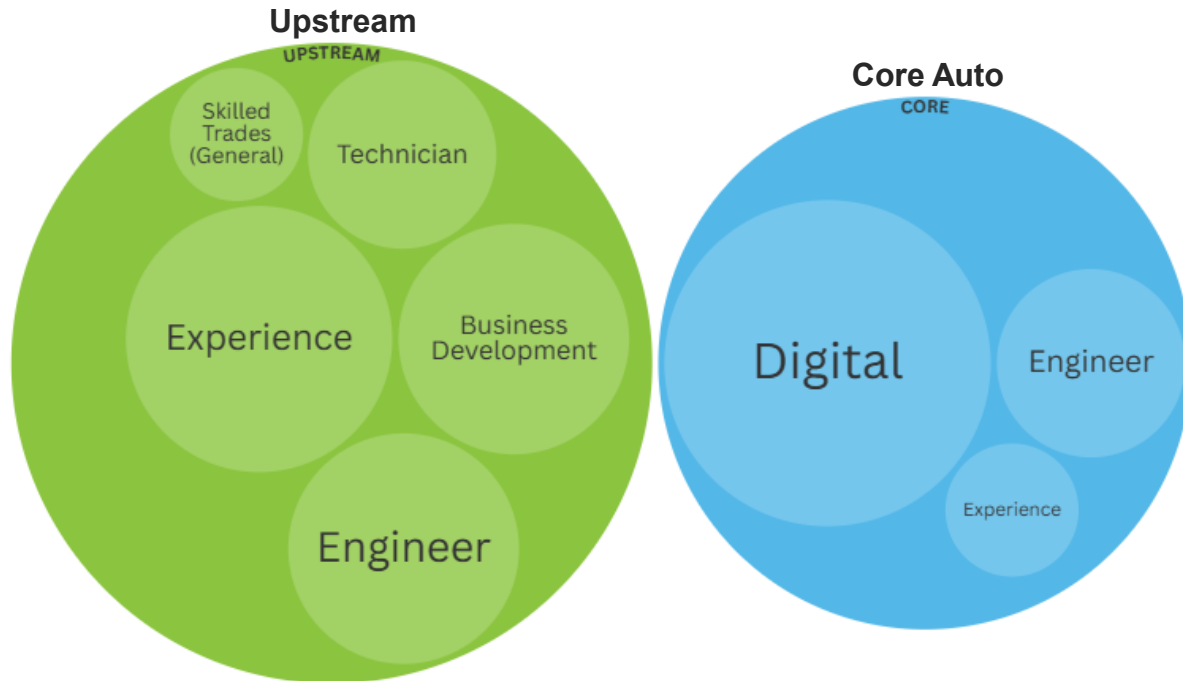 Upstream
UPSTREAM
Skilled
Trades
(General)
Technician
Experience
Business
Development
Engineer
Core Auto
CORE
Digital
Engineer
Experience